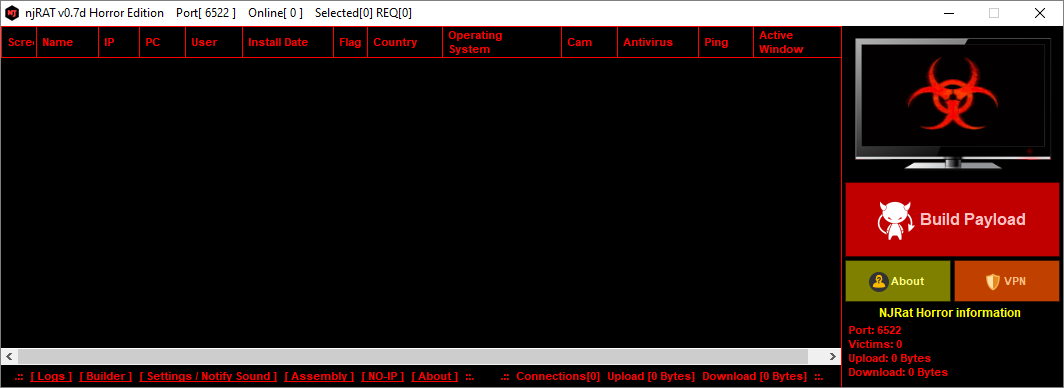 njRAT v0.7d Horror Edition Port[ 6522 ] Online[ 0 ] Selected[0] REQ[0]
Scre Name IP PC User Install Date Flag Country Operating System Cam Antivirus Ping Active Window
Build Payload
About VPN
NJRat Horror information
Port: 6522
Victims: 0
Upload: 0 Bytes
Download: 0 Bytes
.:: [ Logs ] [ Builder ] [ Settings / Notify Sound ] [ Assembly ] [ NO-IP ] [ About ] ::. .:: Connections[0] Upload [0 Bytes] Download [0 Bytes] ::.